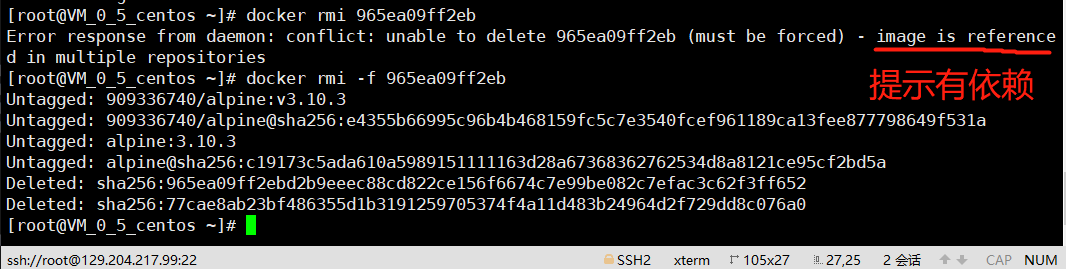 [root@VM_0_5_centos ~]# docker rmi 965ea09ff2eb
Error response from daemon: conflict: unable to delete 965ea09ff2eb (must be forced) - image is reference
d in multiple repositories
[root@VM_0_5_centos ~]# docker rmi -f 965ea09ff2eb
提示有依赖
Untagged: 909336740/alpine:v3.10.3
Untagged: 909336740/alpine@sha256:e4355b66995c96b4b468159fc5c7e3540fcef961189ca13fee877798649f531a
Untagged: alpine:3.10.3
Untagged: alpine@sha256:c19173c5ada610a5989151111163d28a67368362762534d8a8121ce95cf2bd5a
Deleted: sha256:965ea09ff2ebd2b9eeec88cd822ce156f6674c7e99be082c7efac3c62f3ff652
Deleted: sha256:77cae8ab23bf486355d1b3191259705374f4a11d483b24964d2f729dd8c076a0
[root@VM_0_5_centos ~]#
ssh://root@129.204.217.99:22 SSH2 xterm 105x27 27,25 2 会话 CAP NUM